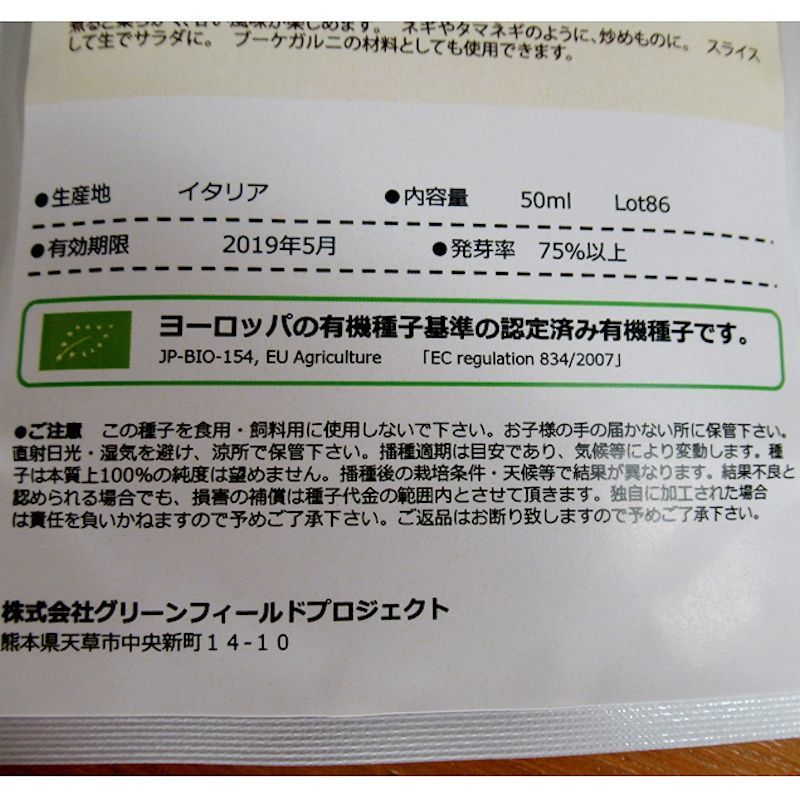 煮ると柔らかく、甘い風味が楽しめます。 ネギやタマネギのように、炒めものに。 スライス
して生でサラダに。 ブーケガルニの材料としても使用できます。
●生産地 イタリア ●内容量 50ml Lot86
●有効期限 2019年5月 ●発芽率 75%以上
ヨーロッパの有機種子基準の認定済み有機種子です。
JP-BIO-154, EU Agriculture 「EC regulation 834/2007」
●ご注意 この種子を食用・飼料用に使用しないで下さい。お子様の手の届かない所に保管下さい。
直射日光・湿気を避け、涼所で保管下さい。播種適期は目安であり、気候等により変動します。種
子は本質上100%の純度は望めません。播種後の栽培条件・天候等で結果が異なります。結果不良と
認められる場合でも、損害の補償は種子代金の範囲内とさせて頂きます。独自に加工された場合
は責任を負いかねますので予めご了承下さい。ご返品はお断り致しますので予めご了承下さい。
株式会社グリーンフィールドプロジェクト
熊本県天草市中央新町14-10